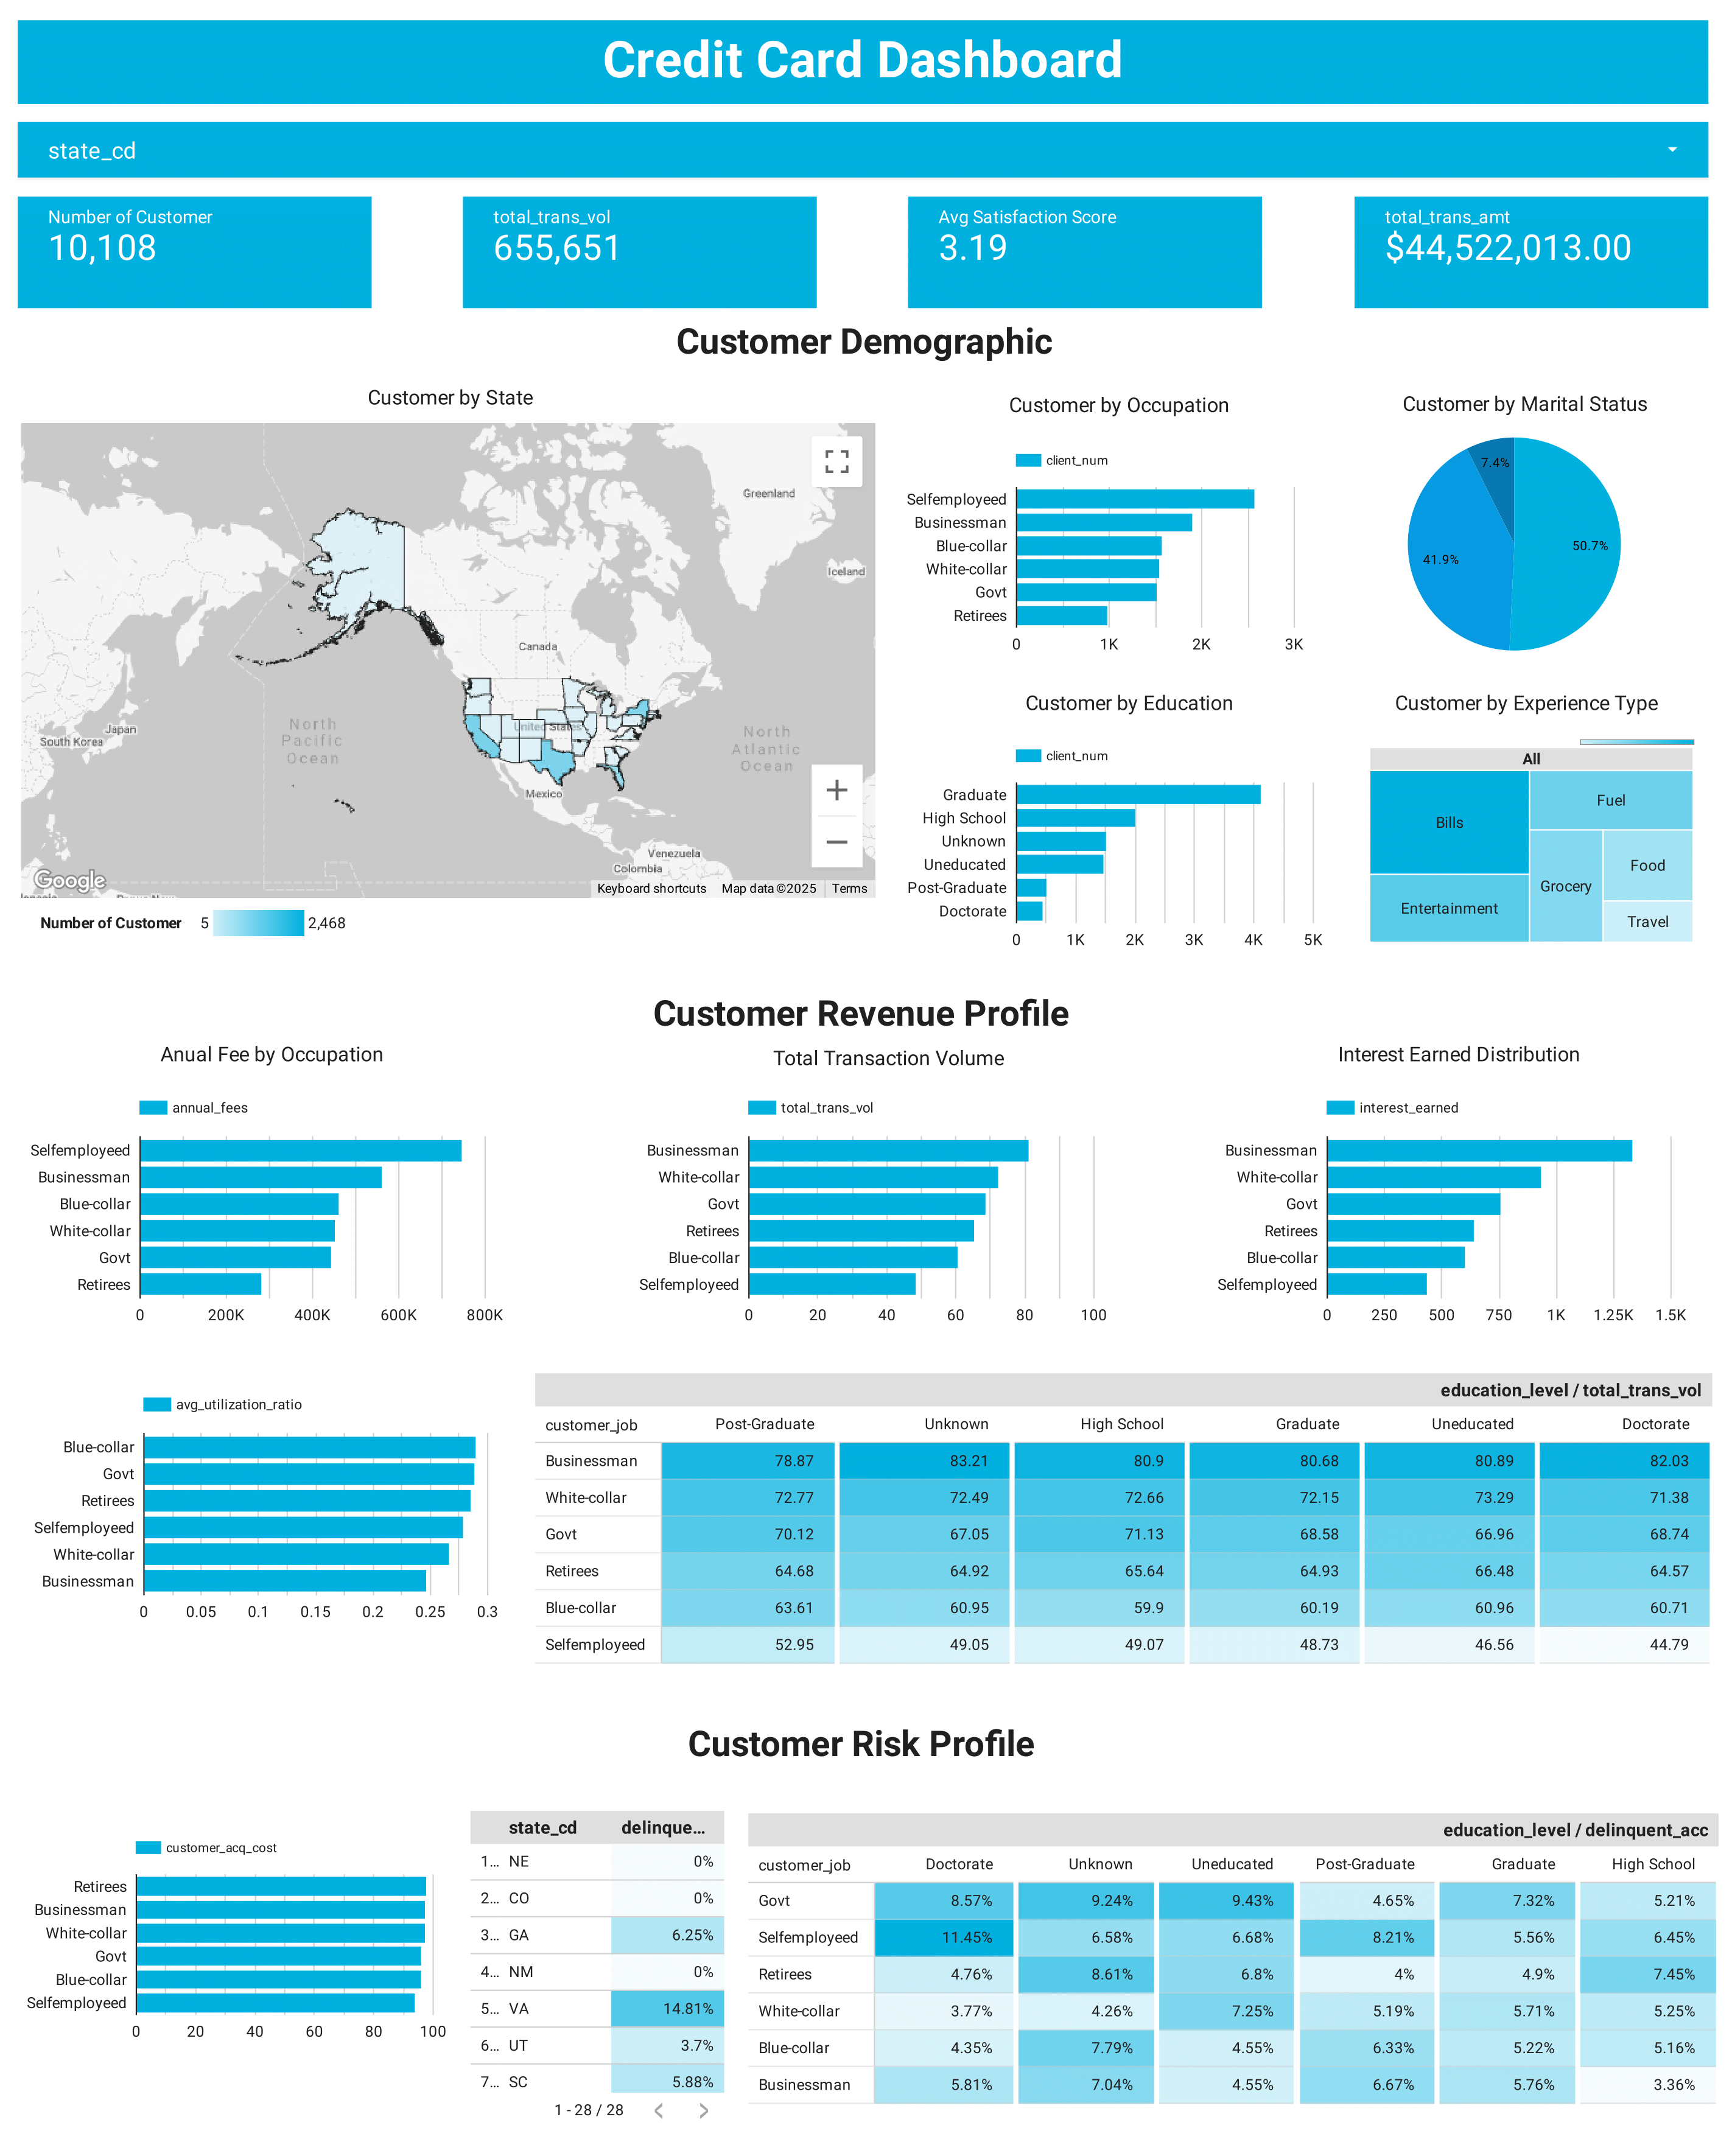 Credit Card Dashboard
state_cd
Number of Customer
10,108
total_trans_vol
655,651
Avg Satisfaction Score
3.19
total_trans_amt
$44,522,013.00
Customer Demographic
Customer by State
Greenland
Iceland
Canada
United States
Mexico
Venezuela
Colombia
Japan
South Korea
North
Pacific
Ocean
North
Atlantic
Ocean
Google
Keyboard shortcuts Map data ©2025 Terms
Number of Customer 5 2,468
Customer by Occupation
client_num
Selfemployeed
Businessman
Blue-collar
White-collar
Govt
Retirees
0 1K 2K 3K
Customer by Marital Status
7.4%
41.9%
50.7%
Customer by Education
client_num
Graduate
High School
Unknown
Uneducated
Post-Graduate
Doctorate
0 1K 2K 3K 4K 5K
Customer by Experience Type
All
Bills
Fuel
Entertainment
Grocery
Food
Travel
Customer Revenue Profile
Anual Fee by Occupation
annual_fees
Selfemployeed
Businessman
Blue-collar
White-collar
Govt
Retirees
0 200K 400K 600K 800K
Total Transaction Volume
total_trans_vol
Businessman
White-collar
Govt
Retirees
Blue-collar
Selfemployeed
0 20 40 60 80 100
Interest Earned Distribution
interest_earned
Businessman
White-collar
Govt
Retirees
Blue-collar
Selfemployeed
0 250 500 750 1K 1.25K 1.5K
avg_utilization_ratio
Blue-collar
Govt
Retirees
Selfemployeed
White-collar
Businessman
0 0.05 0.1 0.15 0.2 0.25 0.3
education_level / total_trans_vol
customer_job Post-Graduate Unknown High School Graduate Uneducated Doctorate
Businessman 78.87 83.21 80.9 80.68 80.89 82.03
White-collar 72.77 72.49 72.66 72.15 73.29 71.38
Govt 70.12 67.05 71.13 68.58 66.96 68.74
Retirees 64.68 64.92 65.64 64.93 66.48 64.57
Blue-collar 63.61 60.95 59.9 60.19 60.96 60.71
Selfemployeed 52.95 49.05 49.07 48.73 46.56 44.79
Customer Risk Profile
customer_acq_cost
Retirees
Businessman
White-collar
Govt
Blue-collar
Selfemployeed
0 20 40 60 80 100
state_cd delinque...
1... NE 0%
2... CO 0%
3... GA 6.25%
4... NM 0%
5... VA 14.81%
6... UT 3.7%
7... SC 5.88%
1 - 28 / 28
education_level / delinquent_acc
customer_job Doctorate Unknown Uneducated Post-Graduate Graduate High School
Govt 8.57% 9.24% 9.43% 4.65% 7.32% 5.21%
Selfemployeed 11.45% 6.58% 6.68% 8.21% 5.56% 6.45%
Retirees 4.76% 8.61% 6.8% 4% 4.9% 7.45%
White-collar 3.77% 4.26% 7.25% 5.19% 5.71% 5.25%
Blue-collar 4.35% 7.79% 4.55% 6.33% 5.22% 5.16%
Businessman 5.81% 7.04% 4.55% 6.67% 5.76% 3.36%